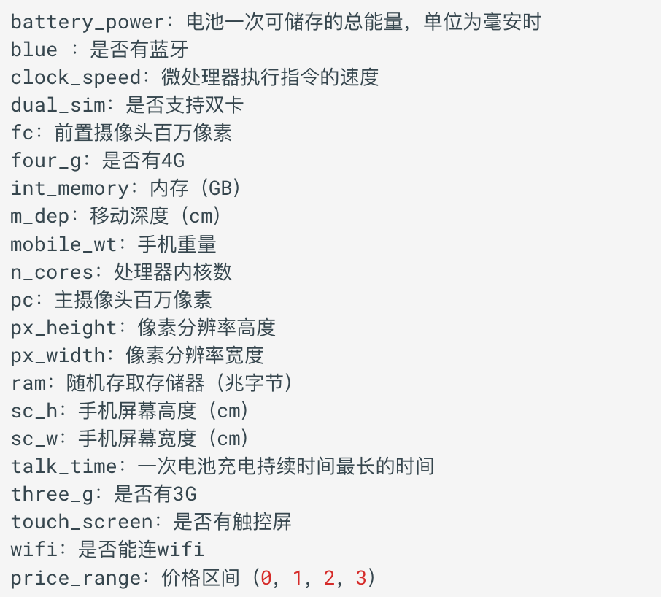 battery_power: 电池一次可储存的总能量，单位为毫安时
blue : 是否有蓝牙
clock_speed: 微处理器执行指令的速度
dual_sim: 是否支持双卡
fc: 前置摄像头百万像素
four_g: 是否有4G
int_memory: 内存（GB）
m_dep: 移动深度（cm）
mobile_wt: 手机重量
n_cores: 处理器内核数
pc: 主摄像头百万像素
px_height: 像素分辨率高度
px_width: 像素分辨率宽度
ram: 随机存取存储器（兆字节）
sc_h: 手机屏幕高度（cm）
sc_w: 手机屏幕宽度（cm）
talk_time: 一次电池充电持续时间最长的时间
three_g: 是否有3G
touch_screen: 是否有触控屏
wifi: 是否能连wifi
price_range: 价格区间（0, 1, 2, 3）